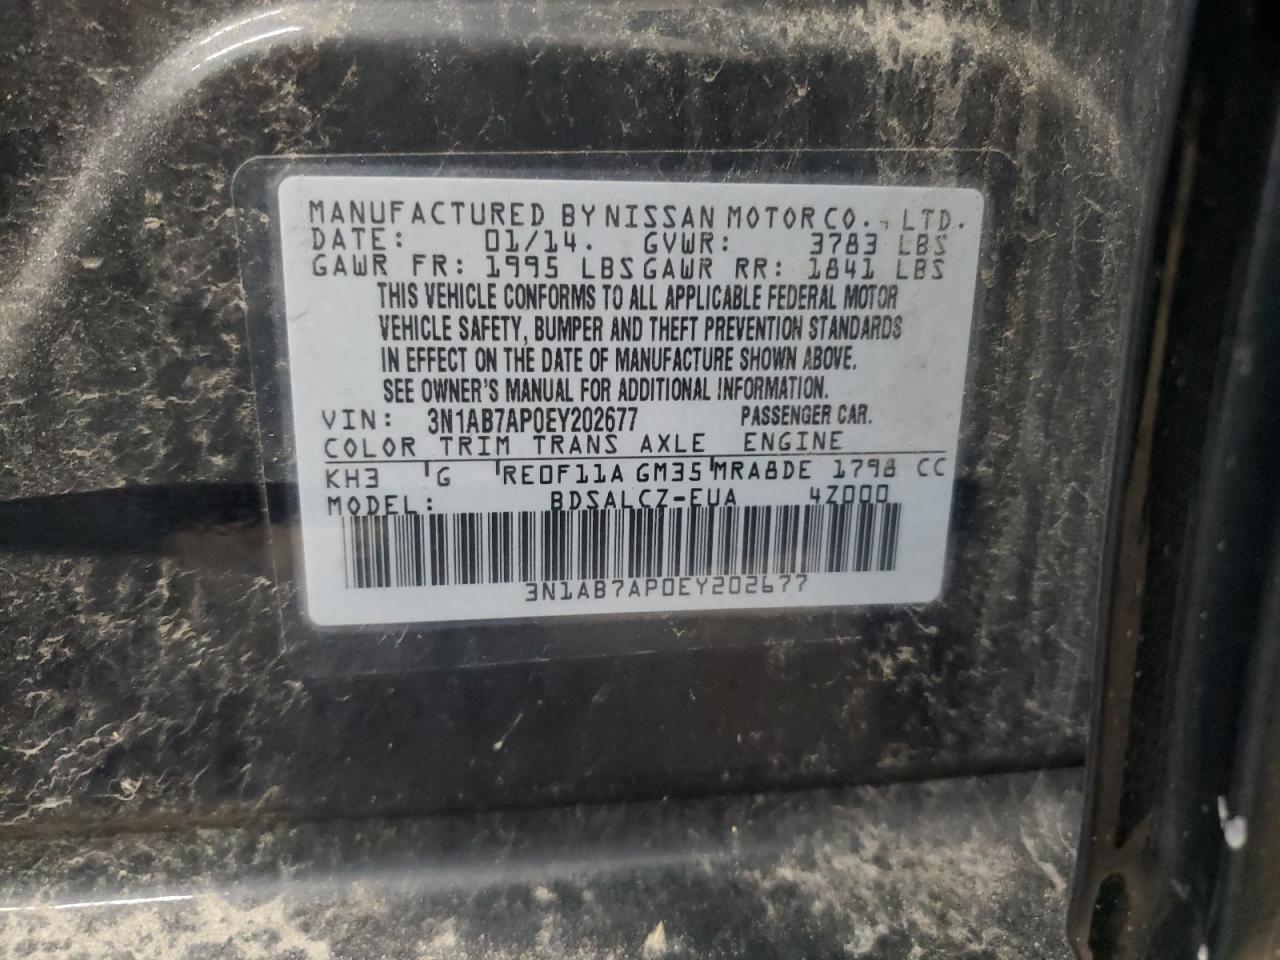 MANUFACTURED BY NISSAN MOTOR CO., LTD.
DATE: 01/14. GVWR: 3783 LBS
GAWR FR: 1995 LBS GAWR RR: 1841 LBS
THIS VEHICLE CONFORMS TO ALL APPLICABLE FEDERAL MOTOR
VEHICLE SAFETY, BUMPER AND THEFT PREVENTION STANDARDS
IN EFFECT ON THE DATE OF MANUFACTURE SHOWN ABOVE.
SEE OWNER'S MANUAL FOR ADDITIONAL INFORMATION.
VIN: 3N1AB7AP0EY202677 PASSENGER CAR.
COLOR TRIM TRANS AXLE ENGINE
KH3 G RE0F11A GM35 MRA8DE 1798 CC
MODEL: BDSALCZ-EUA 4Z000
3N1AB7AP0EY202677